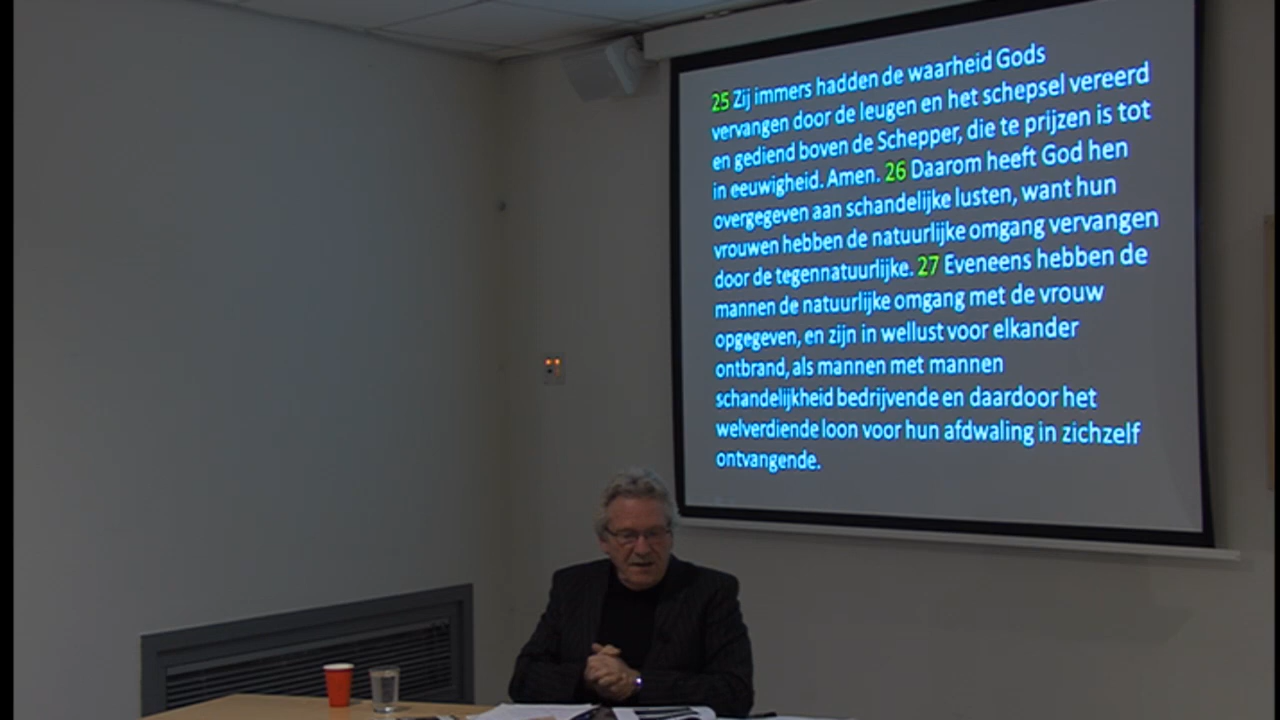 25 Zij immers hadden de waarheid Gods
vervangen door de leugen en het schepsel vereerd
en gediend boven de Schepper, die te prijzen is tot
in eeuwigheid. Amen. 26 Daarom heeft God hen
overgegeven aan schandelijke lusten, want hun
vrouwen hebben de natuurlijke omgang vervangen
door de tegennatuurlijke. 27 Eveneens hebben de
mannen de natuurlijke omgang met de vrouw
opgegeven, en zijn in wellust voor elkander
ontbrand, als mannen met mannen
schandelijkheid bedrijvende en daardoor het
welverdiende loon voor hun afdwaling in zichzelf
ontvangende.